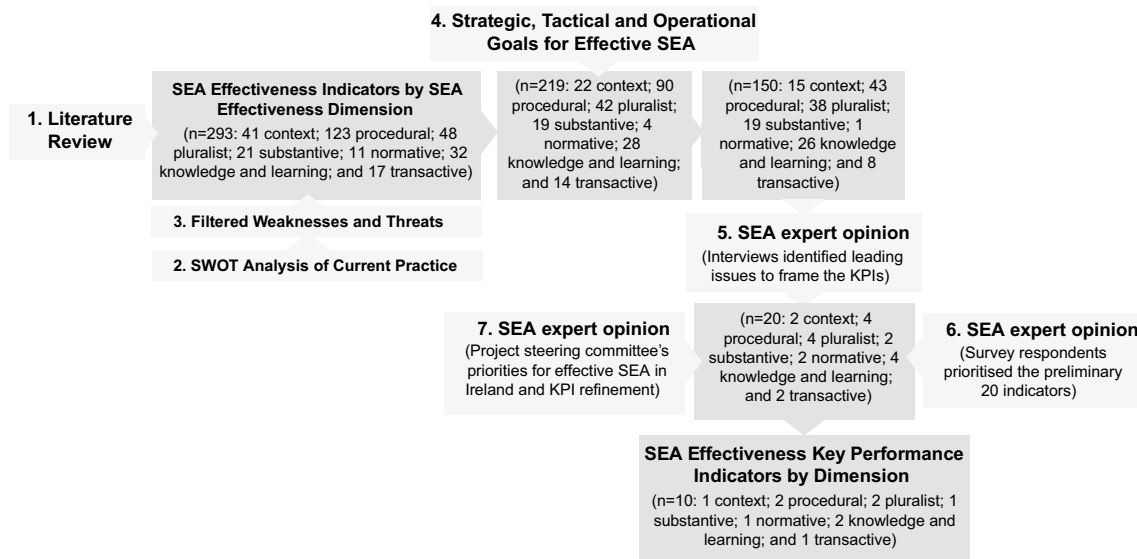 4. Strategic, Tactical and Operational
Goals for Effective SEA
1. Literature
Review
SEA Effectiveness Indicators by SEA
Effectiveness Dimension
(n=293: 41 context; 123 procedural; 48
pluralist; 21 substantive; 11 normative; 32
knowledge and learning; and 17 transactive)
(n=219: 22 context; 90
procedural; 42 pluralist;
19 substantive; 4
normative; 28
knowledge and learning;
and 14 transactive)
(n=150: 15 context; 43
procedural; 38 pluralist;
19 substantive; 1
normative; 26 knowledge
and learning; and 8
transactive)
3. Filtered Weaknesses and Threats
2. SWOT Analysis of Current Practice
5. SEA expert opinion
(Interviews identified leading
issues to frame the KPIs)
7. SEA expert opinion
(Project steering committee's
priorities for effective SEA in
Ireland and KPI refinement)
(n=20: 2 context; 4
procedural; 4 pluralist; 2
substantive; 2 normative; 4
knowledge and learning;
and 2 transactive)
6. SEA expert opinion
(Survey respondents
prioritised the preliminary
20 indicators)
SEA Effectiveness Key Performance
Indicators by Dimension
(n=10: 1 context; 2 procedural; 2 pluralist; 1
substantive; 1 normative; 2 knowledge and
learning; and 1 transactive)